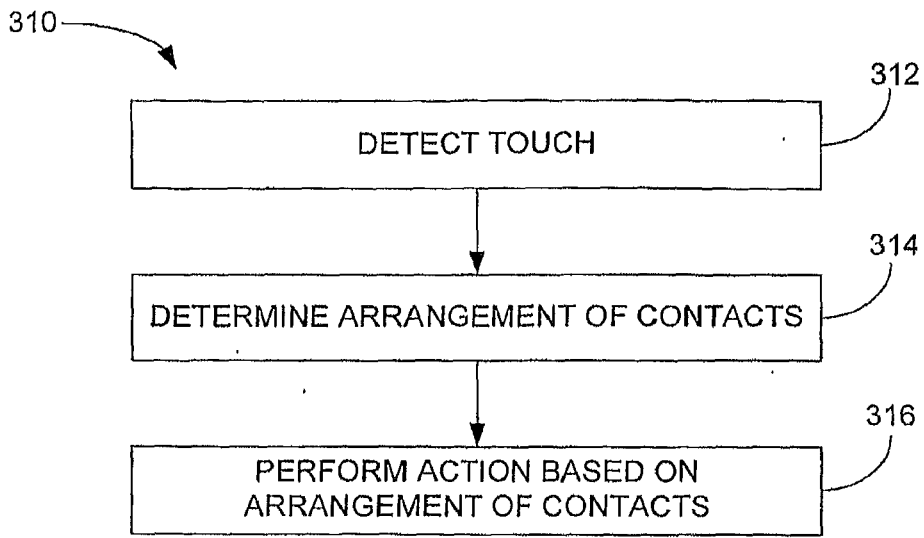 310
312
DETECT TOUCH
314
DETERMINE ARRANGEMENT OF CONTACTS
316
PERFORM ACTION BASED ON
ARRANGEMENT OF CONTACTS